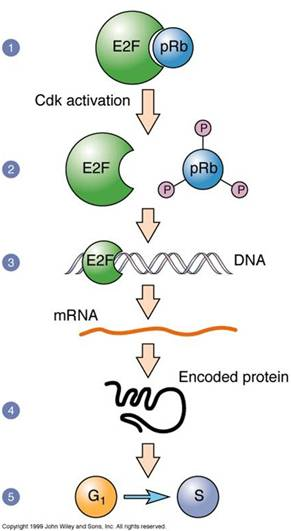 1
E2F pRb
Cdk activation
2
E2F
P
pRb
P P
3
E2F
DNA
mRNA
Encoded protein
4
5
G₁ S
Copyright 1999 John Wiley and Sons, Inc. All rights reserved.